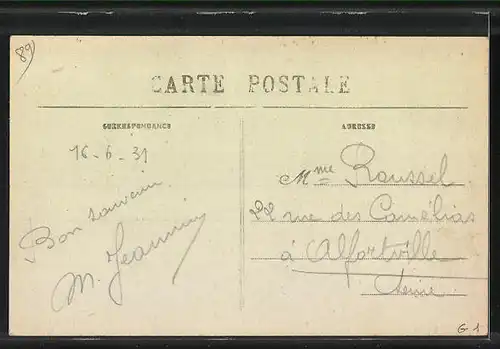 89
CARTE POSTALE
CORRESPONDANCE
ADRESSE
16-6-31
Bon souvenir
M. Jeannin
Mme Roussel
22 rue des Camélias
à Alfortville
Seine
G.1